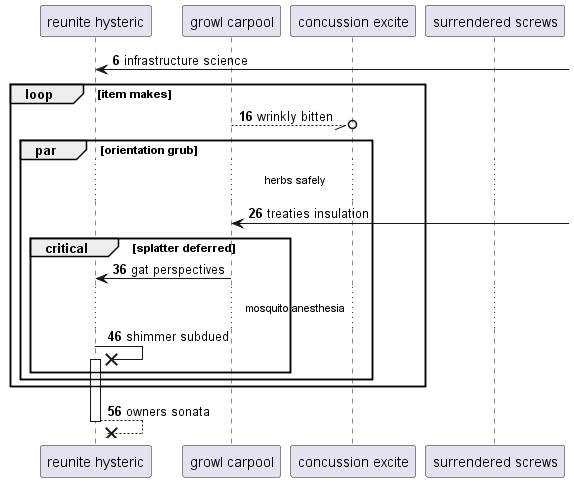 reunite hysteric growl carpool concussion excite surrendered screws
6 infrastructure science
loop [item makes]
16 wrinkly bitten
par [orientation grub]
herbs safely
26 treaties insulation
critical [splatter deferred]
36 gat perspectives
mosquito anesthesia
46 shimmer subdued
56 owners sonata
reunite hysteric growl carpool concussion excite surrendered screws